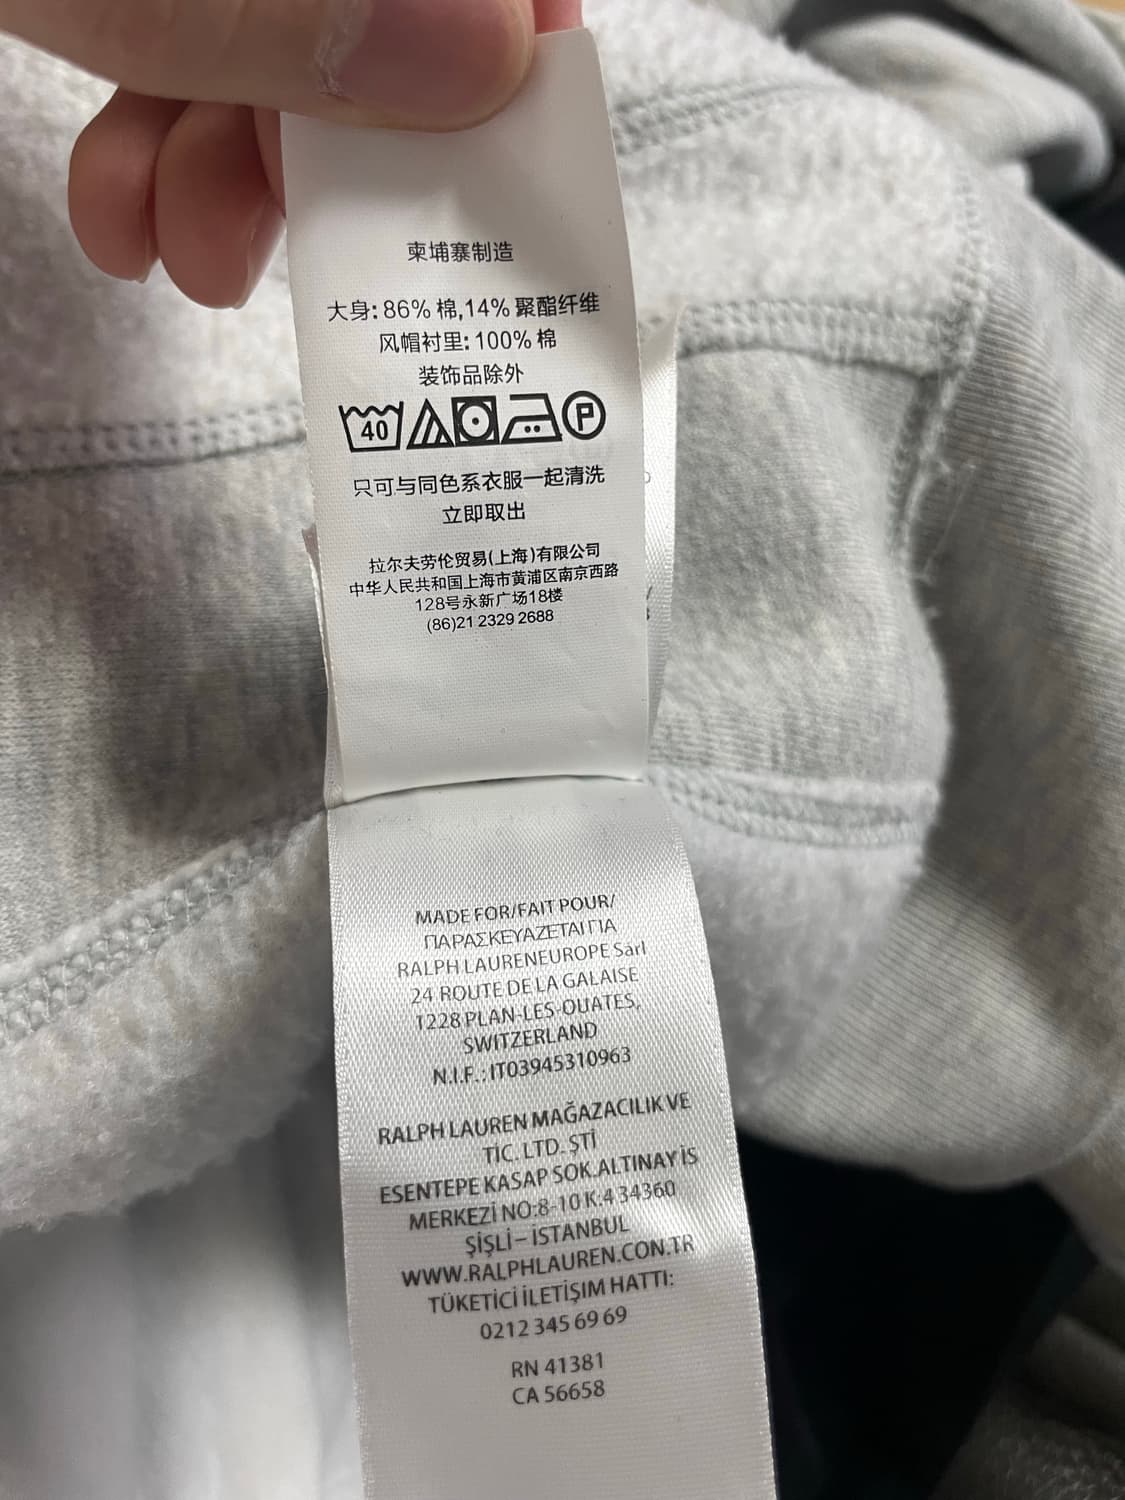 柬埔寨制造
大身: 86% 棉,14% 聚酯纤维
风帽衬里: 100% 棉
装饰品除外
40 P
只可与同色系衣服一起清洗
立即取出
拉尔夫劳伦贸易(上海)有限公司
中华人民共和国上海市黄浦区南京西路
128号永新广场18楼
(86)21 2329 2688
MADE FOR/FAIT POUR/
ΠΑΡΑΣΚΕΥΑΖΕΤΑΙ ΓΙΑ
RALPH LAUREN EUROPE Sàrl
24 ROUTE DE LA GALAISE
1228 PLAN-LES-OUATES,
SWITZERLAND
N.I.F.: IT03945310963
RALPH LAUREN MAĞAZACILIK VE
TİC. LTD. ŞTİ
ESENTEPE KASAP SOK.ALTINAY İŞ
MERKEZİ NO:8-10 K:4 34360
ŞİŞLİ – İSTANBUL
WWW.RALPHLAUREN.CON.TR
TÜKETİCİ İLETİŞIM HATTI:
0212 345 69 69
RN 41381
CA 56658